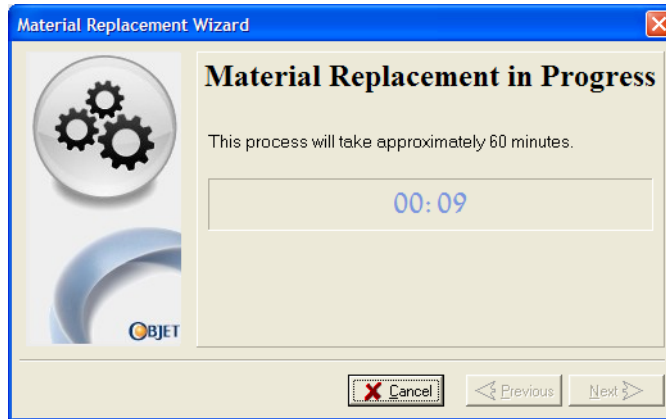 Material Replacement Wizard
Material Replacement in Progress
This process will take approximately 60 minutes.
00:09
OBJET
Cancel
Previous
Next